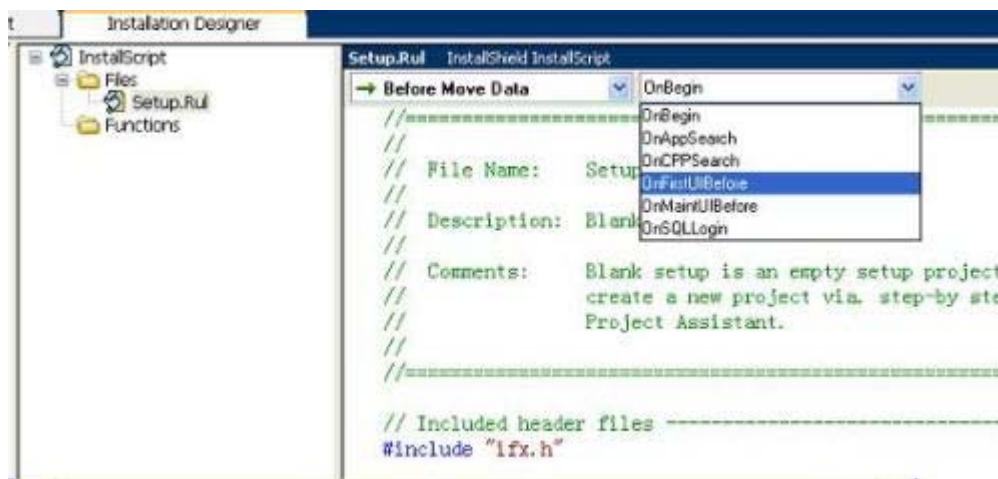 t Installation Designer
InstallScript
Files
Setup.Rul
Functions
Setup.Rul InstallShield InstallScript
Before Move Data OnBegin
OnBegin
OnAppSearch
OnCPPSearch
OnFirstUIBefore
OnMaintUIBefore
OnSQLLogin
//==================================================
//
// File Name: Setup
//
// Description: Blank
//
// Comments: Blank setup is an empty setup project
// create a new project via. step-by ste
// Project Assistant.
//
//==================================================
// Included header files --------------------------------
#include "ifx.h"